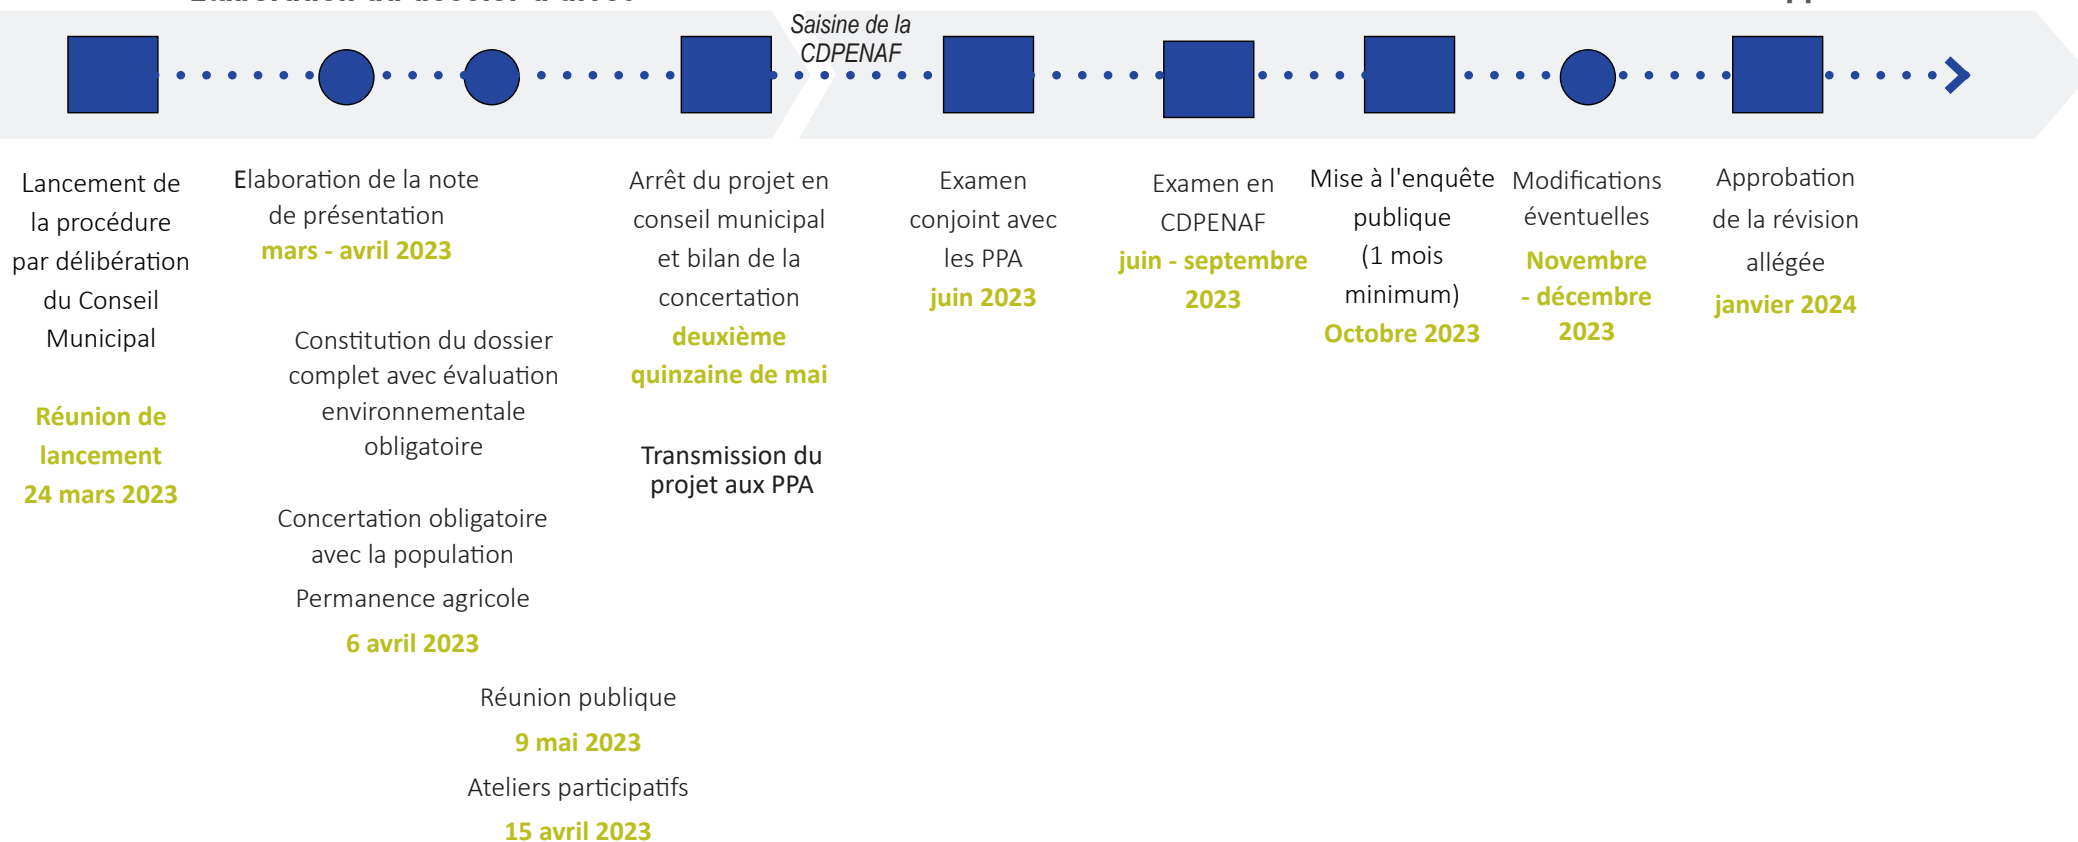 Saisine de la
CDPENAF
Lancement de
la procédure
par délibération
du Conseil
Municipal
Réunion de
lancement
24 mars 2023
Elaboration de la note
de présentation
mars - avril 2023
Constitution du dossier
complet avec évaluation
environnementale
obligatoire
Concertation obligatoire
avec la population
Permanence agricole
6 avril 2023
Réunion publique
9 mai 2023
Ateliers participatifs
15 avril 2023
Arrêt du projet en
conseil municipal
et bilan de la
concertation
deuxième
quinzaine de mai
Transmission du
projet aux PPA
Examen
conjoint avec
les PPA
juin 2023
Examen en
CDPENAF
juin - septembre
2023
Mise à l'enquête
publique
(1 mois
minimum)
Octobre 2023
Modifications
éventuelles
Novembre
- décembre
2023
Approbation
de la révision
allégée
janvier 2024